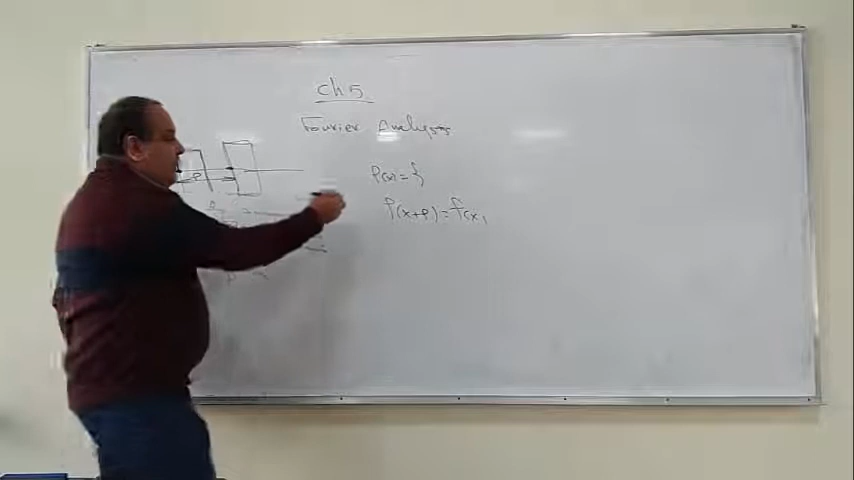 Ch 5
Fourier Analysis
f(x) = {
f(x+p) = f(x)
p